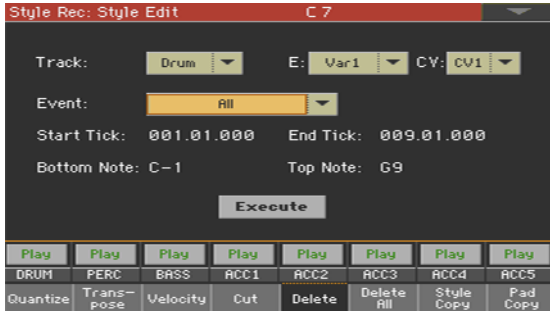 Style Rec: Style Edit C 7
Track: Drum E: Var1 CV: CV1
Event: All
Start Tick: 001.01.000 End Tick: 009.01.000
Bottom Note: C-1 Top Note: G9
Execute
Play Play Play Play Play Play Play Play
DRUM PERC BASS ACC1 ACC2 ACC3 ACC4 ACC5
Quantize Trans- Velocity Cut Delete Delete Style Pad
pose All Copy Copy